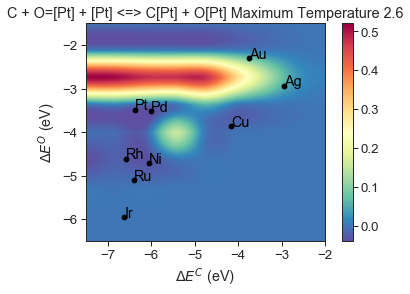 C + O=[Pt] + [Pt] <=> C[Pt] + O[Pt] Maximum Temperature 2.6
−2
−3
−4
−5
−6
ΔE^O (eV)
Au
Ag
Pt
Pd
Cu
Rh
Ni
Ru
Ir
−7
−6
−5
−4
−3
−2
ΔE^C (eV)
0.5
0.4
0.3
0.2
0.1
0.0